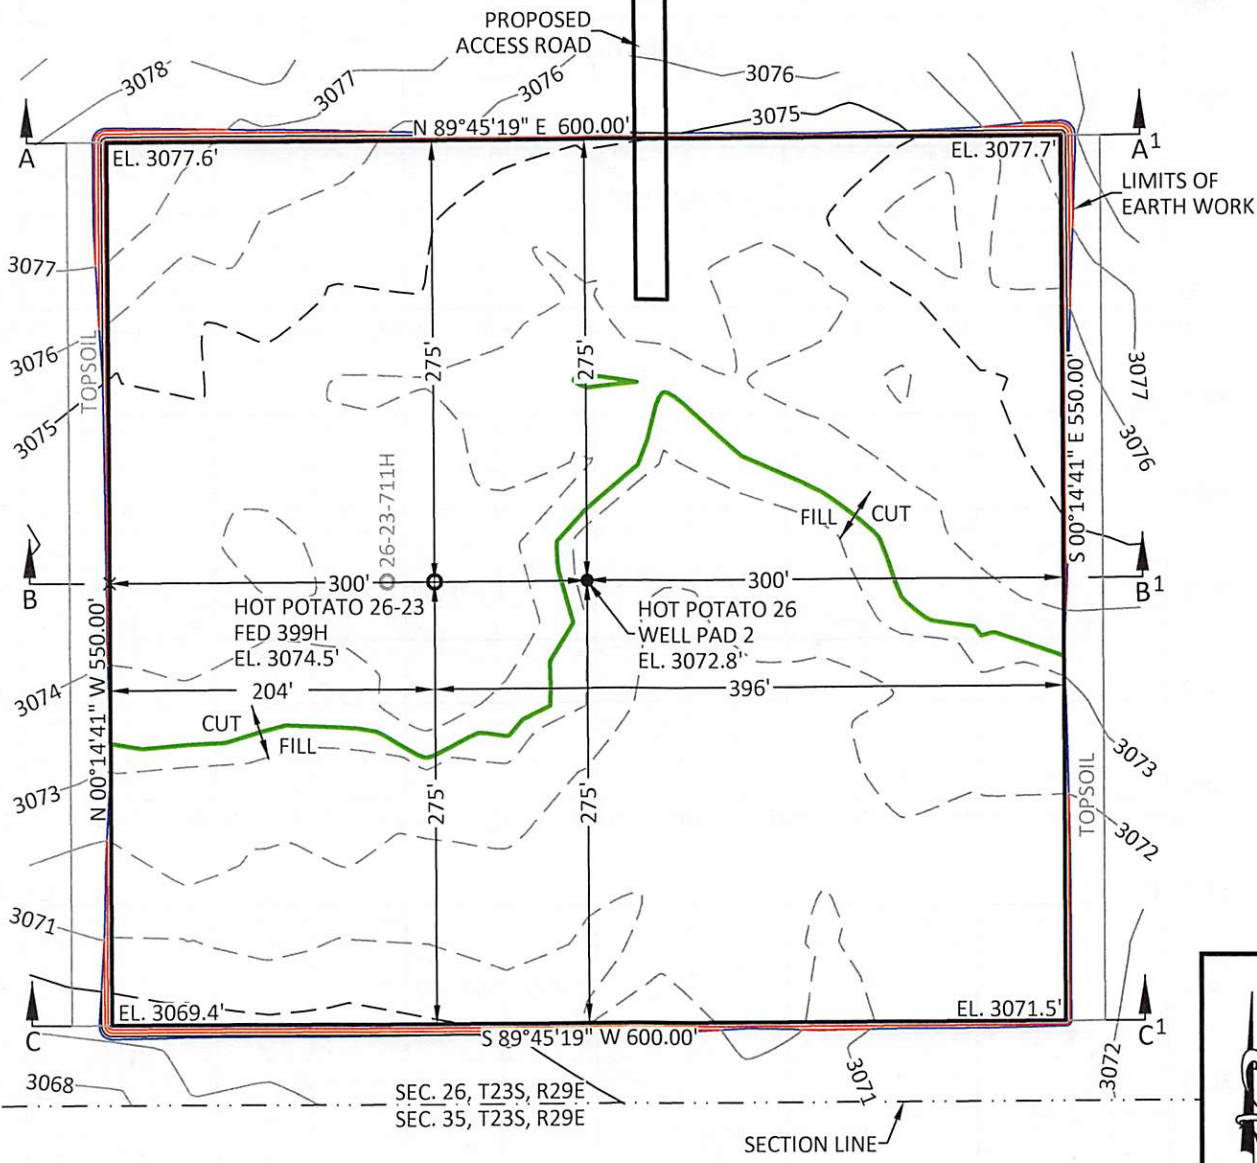 PROPOSED
ACCESS ROAD
3078
3077
3076
3076
3075
N 89°45'19" E 600.00'
A
A¹
EL. 3077.6'
EL. 3077.7'
LIMITS OF
EARTH WORK
3077
3076
TOPSOIL
3075
275'
275'
3077
3076
S 00°14'41" E 550.00'
26-23-711H
FILL
CUT
B
300'
300'
B¹
HOT POTATO 26-23
FED 399H
EL. 3074.5'
HOT POTATO 26
WELL PAD 2
EL. 3072.8'
N 00°14'41" W 550.00'
3074
204'
396'
CUT
FILL
3073
3073
275'
275'
TOPSOIL
3072
3071
EL. 3069.4'
EL. 3071.5'
C
C¹
S 89°45'19" W 600.00'
3068
3071
3072
SEC. 26, T23S, R29E
SEC. 35, T23S, R29E
SECTION LINE